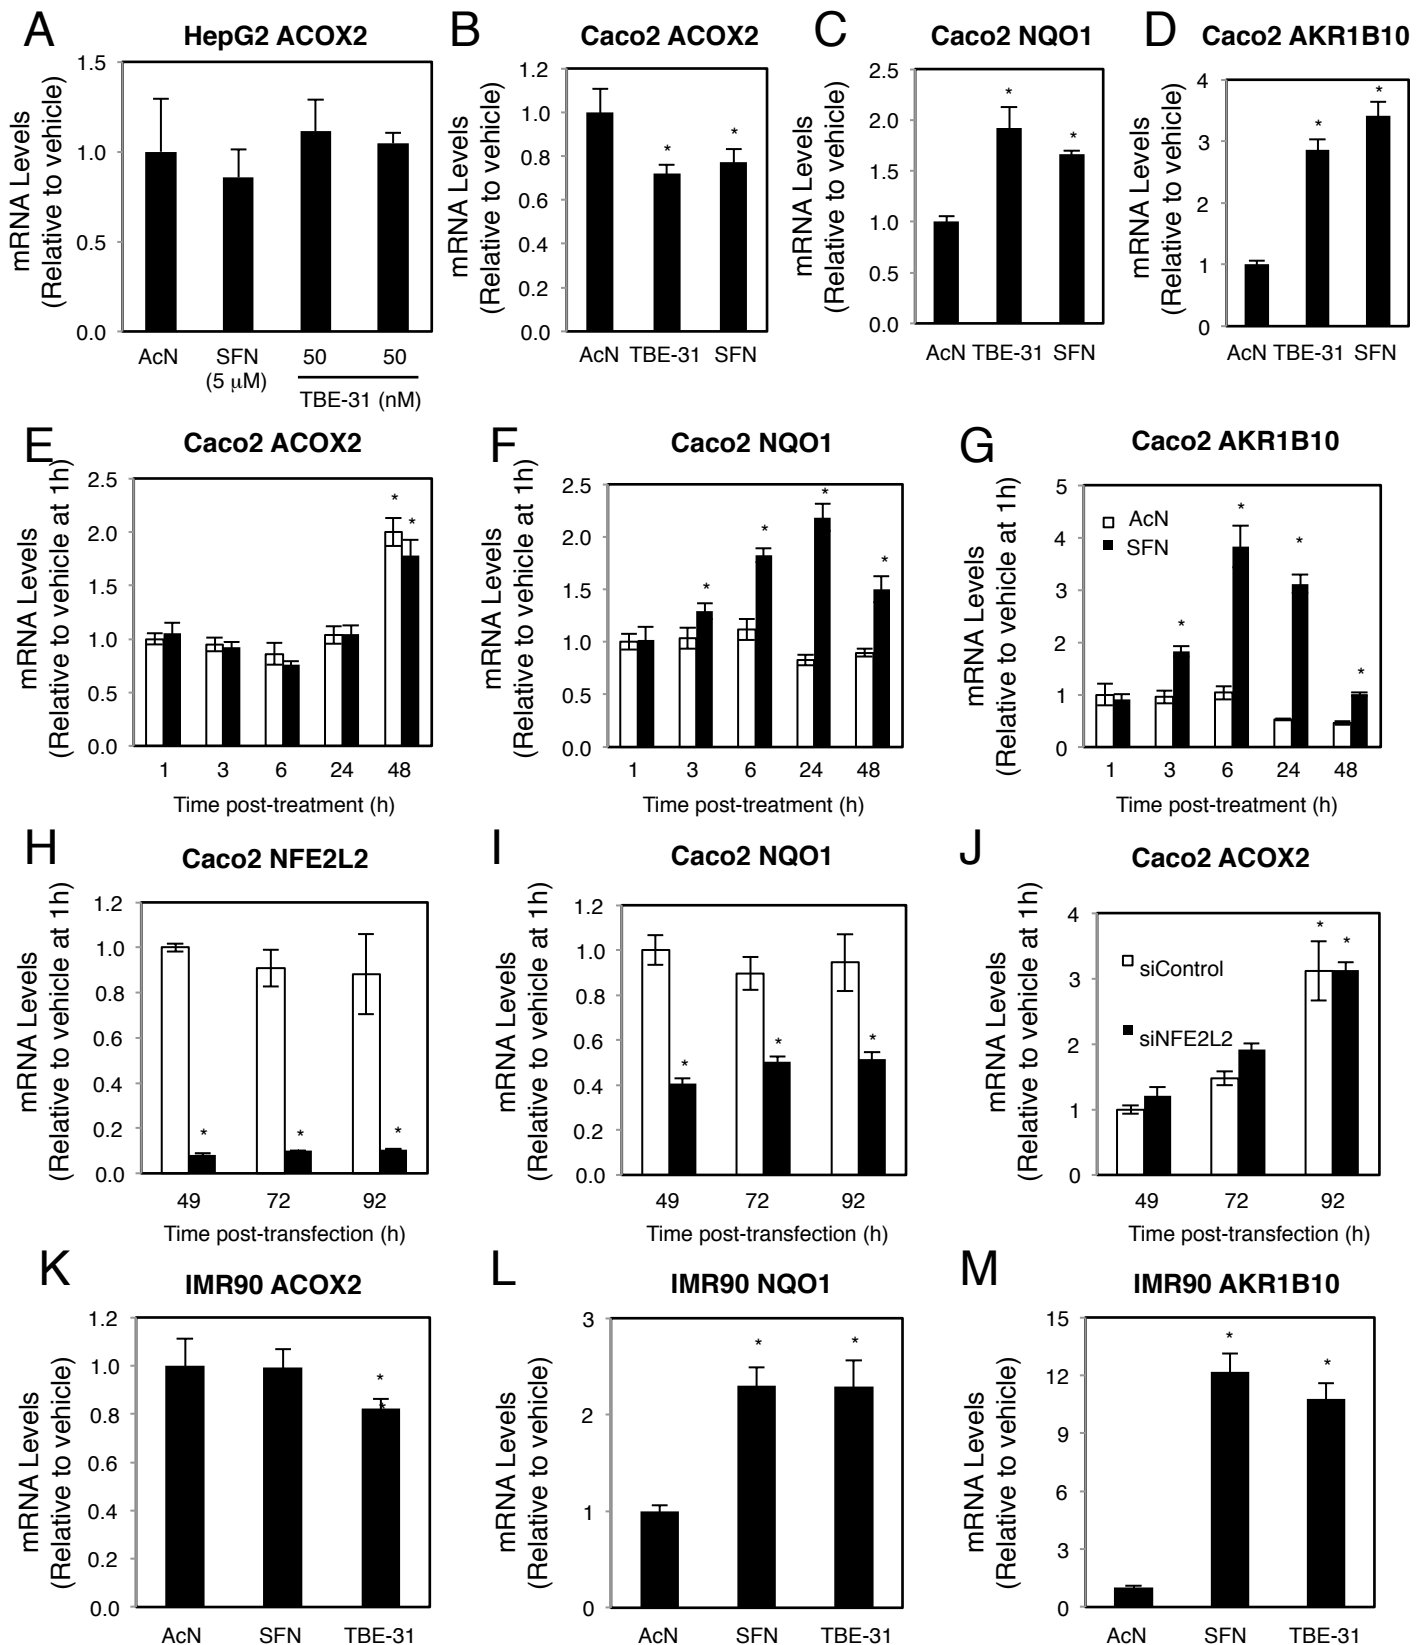 A
HepG2 ACOX2
mRNA Levels
(Relative to vehicle)
1.5
1.0
0.5
0.0
AcN SFN 50 50
(5 µM)
TBE-31 (nM)
B
Caco2 ACOX2
mRNA Levels
(Relative to vehicle)
1.2
1.0
0.8
0.6
0.4
0.2
0.0
* *
AcN TBE-31 SFN
C
Caco2 NQO1
mRNA Levels
(Relative to vehicle)
2.5
2.0
1.5
1.0
0.5
0.0
* *
AcN TBE-31 SFN
D
Caco2 AKR1B10
mRNA Levels
(Relative to vehicle)
4
3
2
1
0
* *
AcN TBE-31 SFN
E
Caco2 ACOX2
mRNA Levels
(Relative to vehicle at 1h)
2.5
2.0
1.5
1.0
0.5
0.0
* *
1 3 6 24 48
Time post-treatment (h)
F
Caco2 NQO1
mRNA Levels
(Relative to vehicle at 1h)
2.5
2.0
1.5
1.0
0.5
0.0
* * * *
1 3 6 24 48
Time post-treatment (h)
G
Caco2 AKR1B10
mRNA Levels
(Relative to vehicle at 1h)
5
4
3
2
1
0
AcN
SFN
* * * *
1 3 6 24 48
Time post-treatment (h)
H
Caco2 NFE2L2
mRNA Levels
(Relative to vehicle at 1h)
1.2
1.0
0.8
0.6
0.4
0.2
0.0
* * *
49 72 92
Time post-transfection (h)
I
Caco2 NQO1
mRNA Levels
(Relative to vehicle at 1h)
1.2
1.0
0.8
0.6
0.4
0.2
0.0
* * *
49 72 92
Time post-transfection (h)
J
Caco2 ACOX2
mRNA Levels
(Relative to vehicle at 1h)
4
3
2
1
0
siControl
siNFE2L2
* *
49 72 92
Time post-transfection (h)
K
IMR90 ACOX2
mRNA Levels
(Relative to vehicle)
1.2
1.0
0.8
0.6
0.4
0.2
0.0
*
*
AcN SFN TBE-31
L
IMR90 NQO1
mRNA Levels
(Relative to vehicle)
3
2
1
0
* *
AcN SFN TBE-31
M
IMR90 AKR1B10
mRNA Levels
(Relative to vehicle)
15
12
9
6
3
0
* *
AcN SFN TBE-31